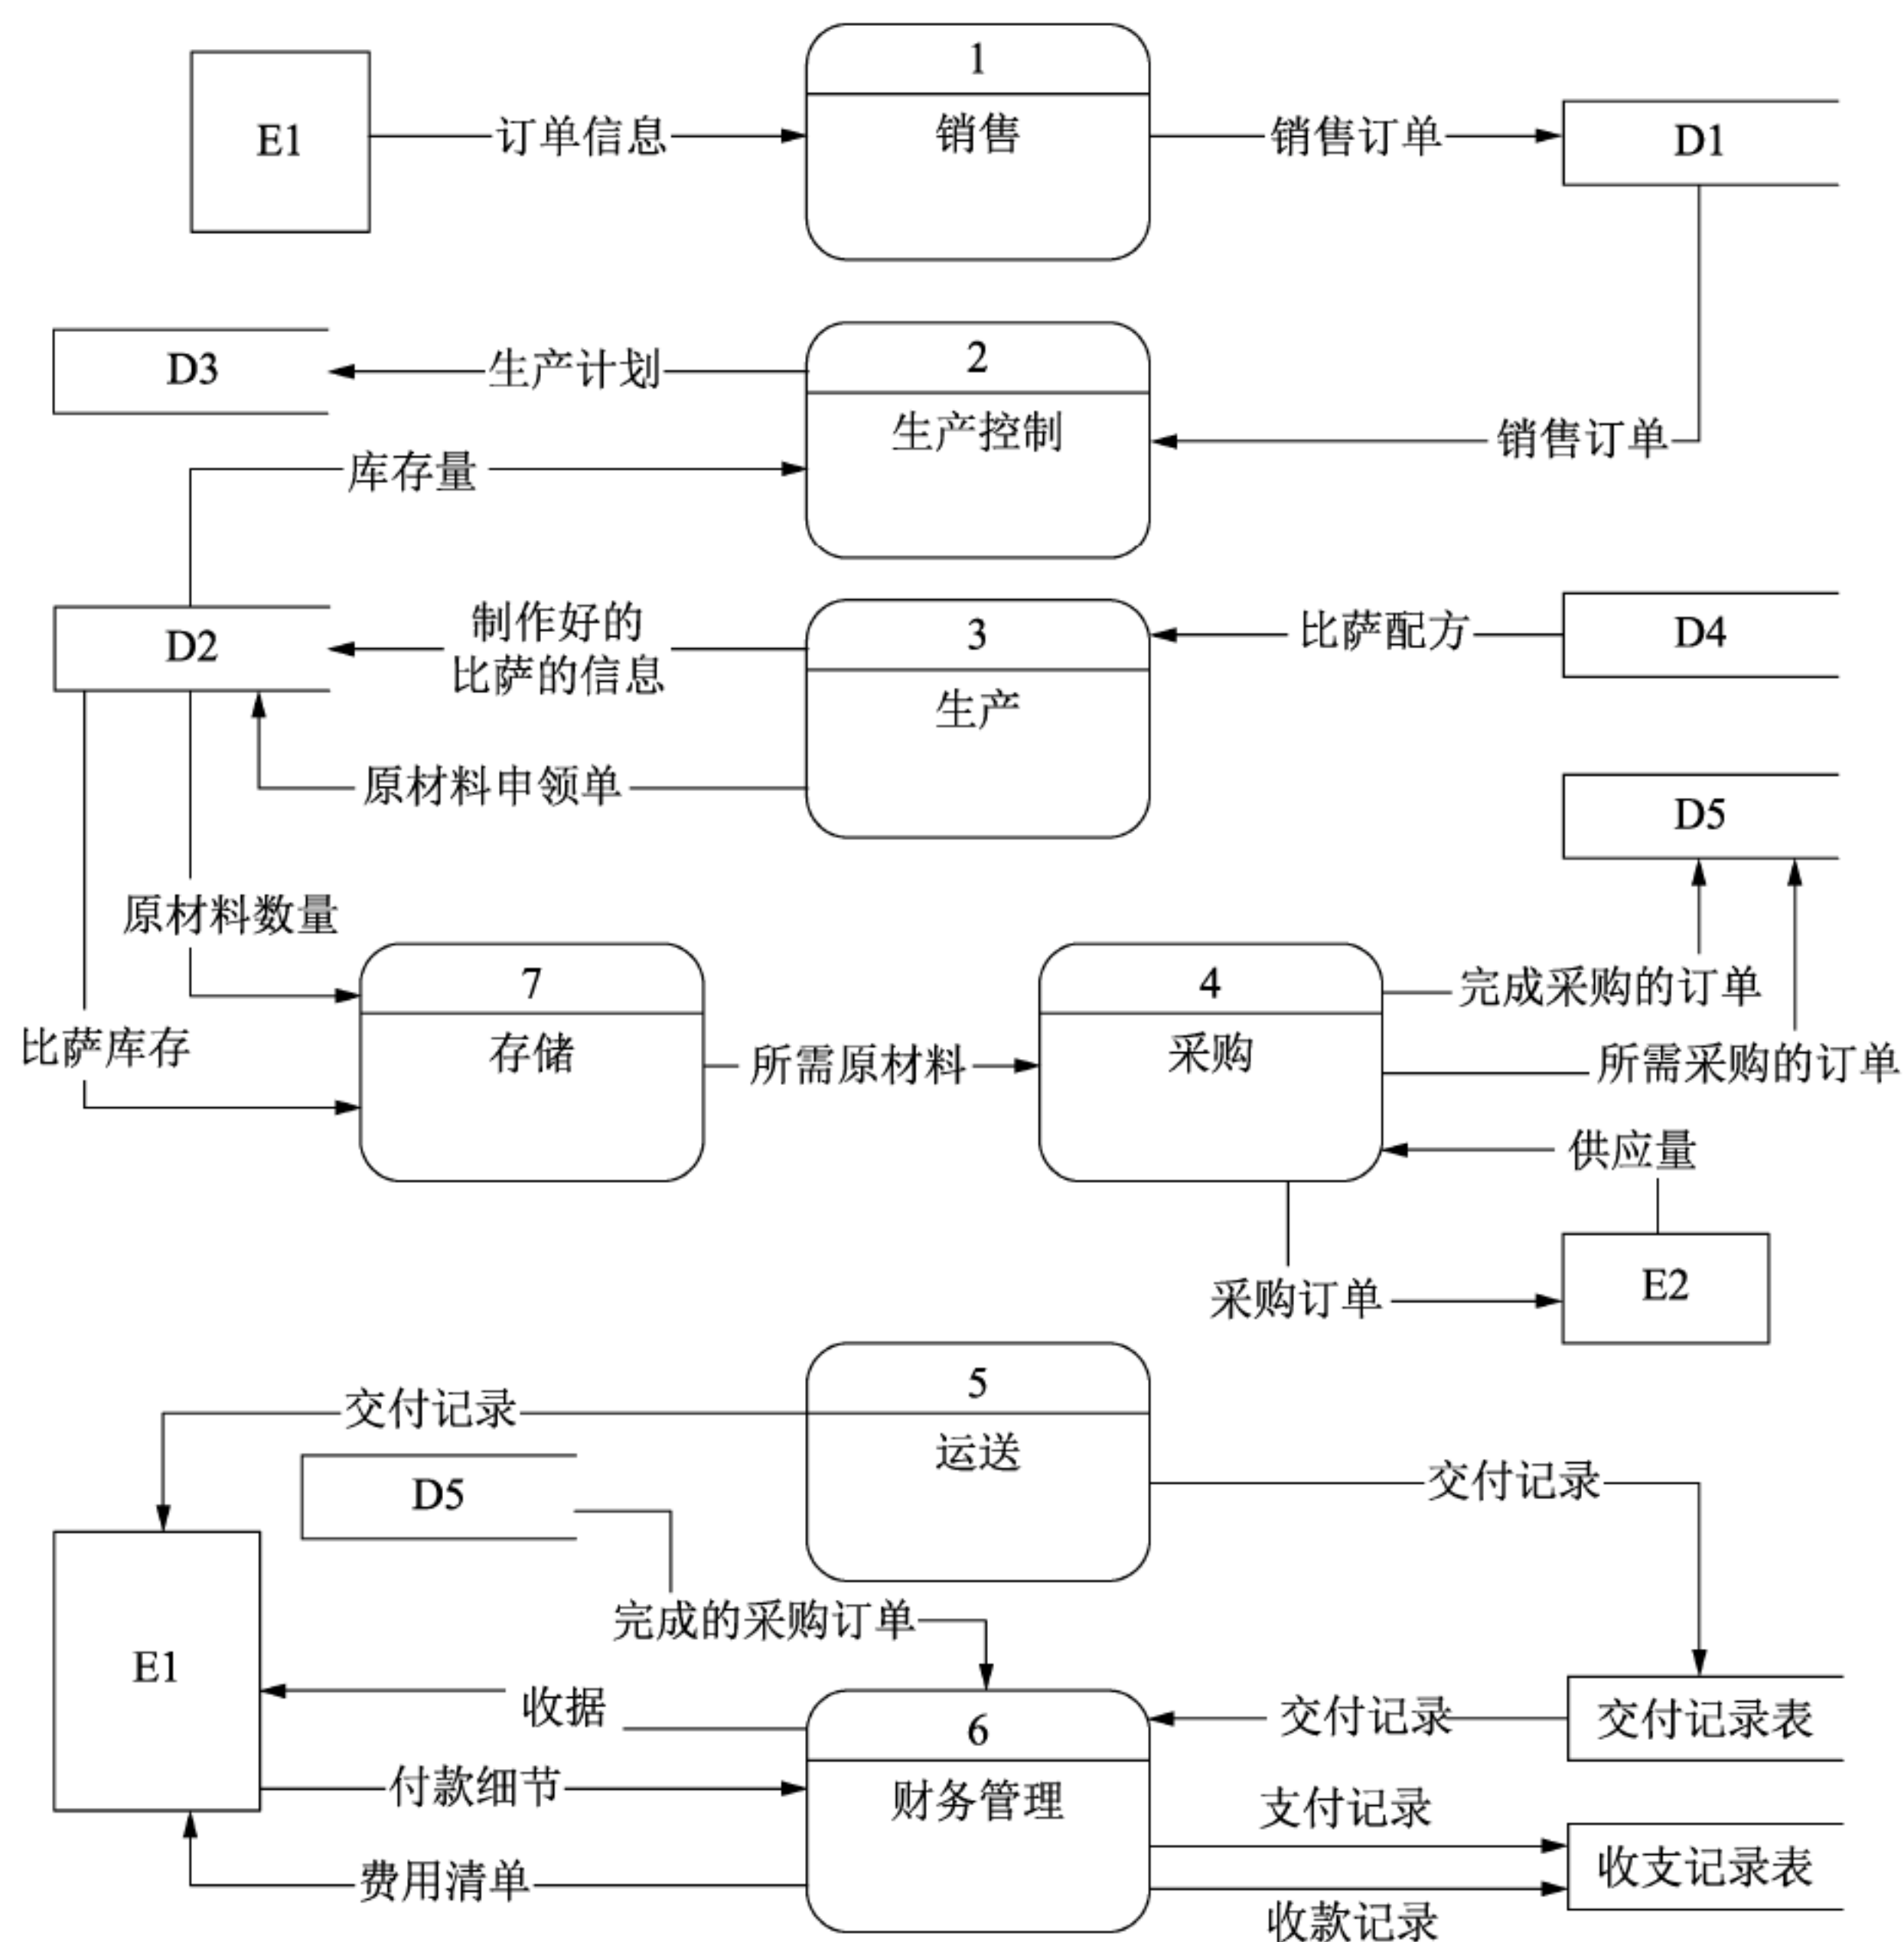 1
E1
订单信息
销售
销售订单
D1
D3
生产计划
2
生产控制
销售订单
库存量
D2
制作好的
比萨的信息
3
生产
比萨配方
D4
原材料申领单
D5
原材料数量
7
存储
比萨库存
所需原材料
4
采购
完成采购的订单
所需采购的订单
供应量
采购订单
E2
5
运送
交付记录
D5
交付记录
完成的采购订单
E1
收据
付款细节
费用清单
6
财务管理
交付记录
交付记录表
支付记录
收支记录表
收款记录